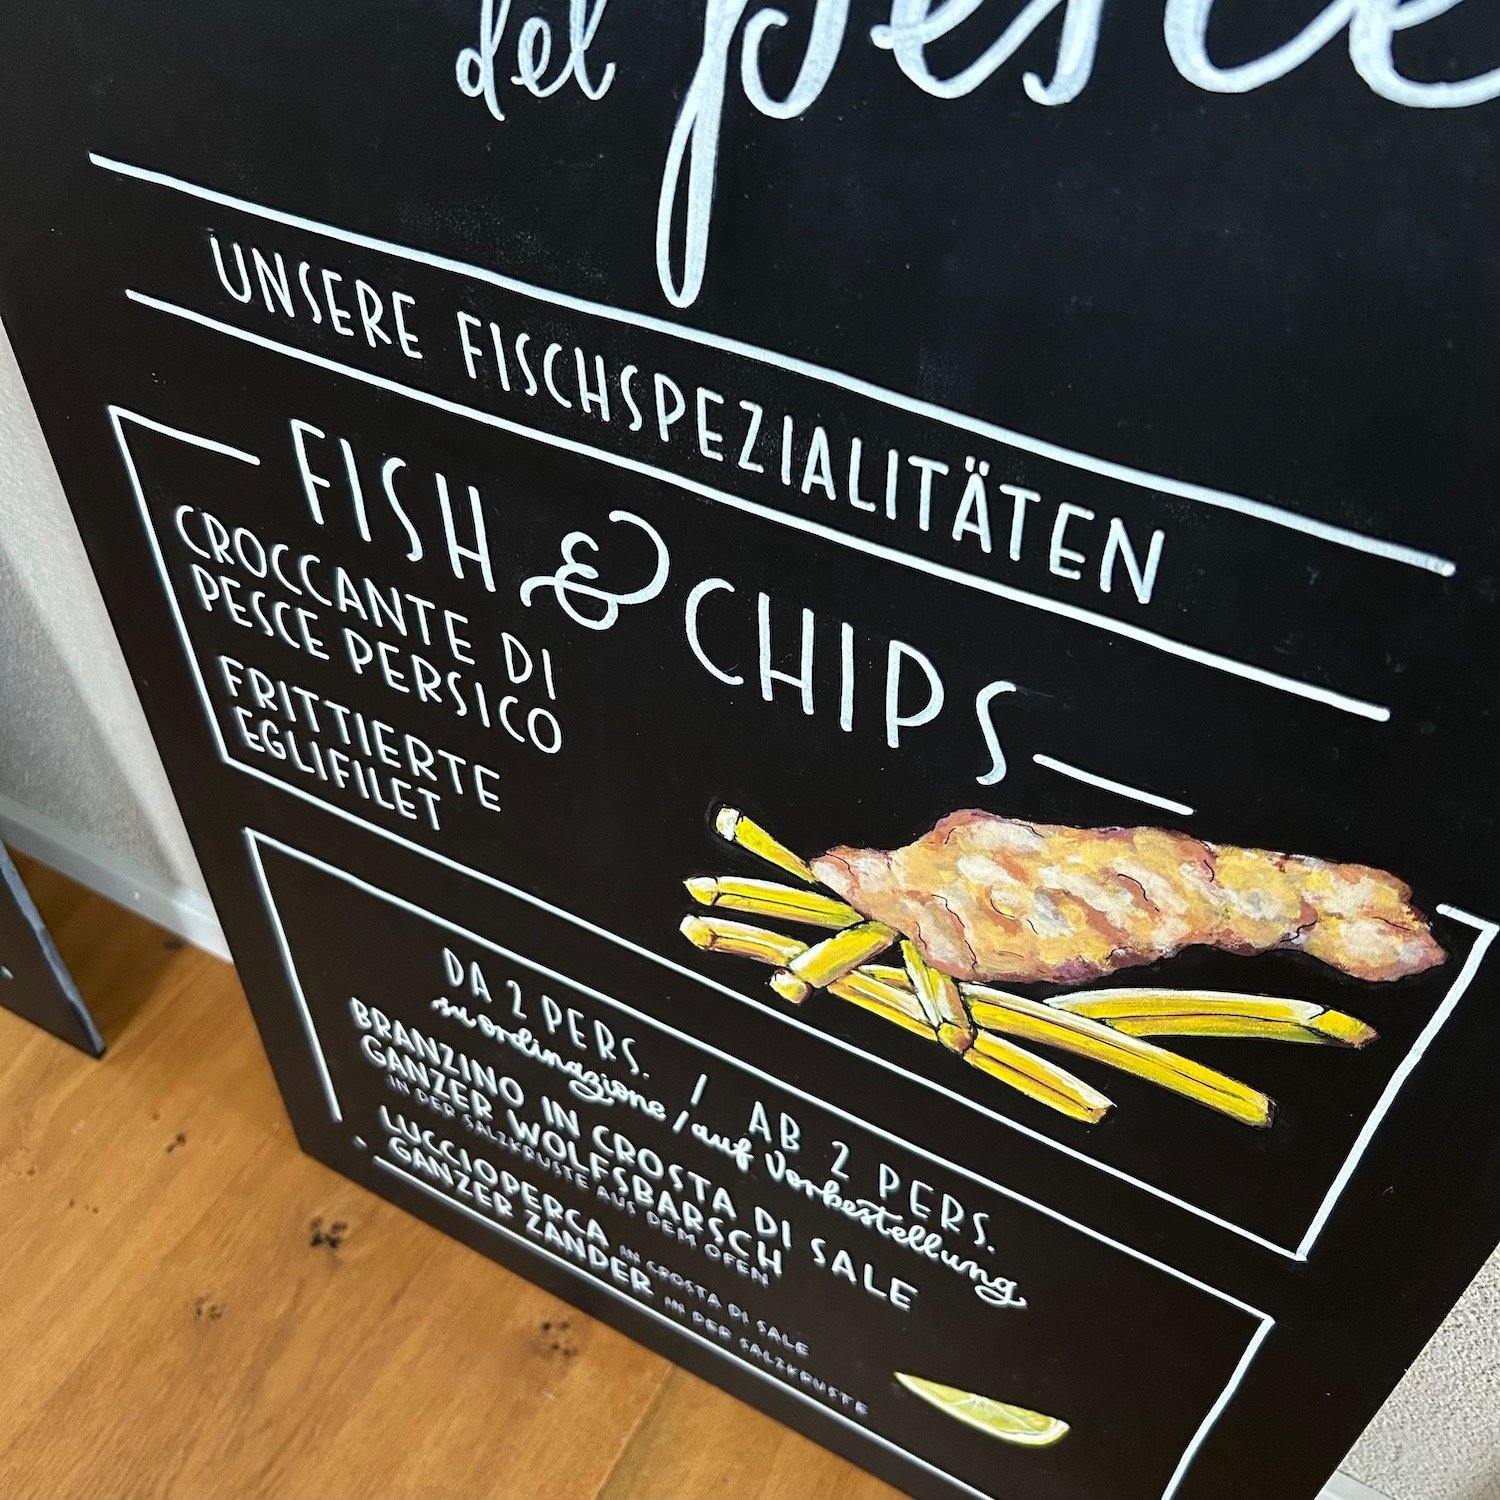 del pesce
UNSERE FISCHSPEZIALITÄTEN
FISH & CHIPS
CROCCANTE DI
PESCE PERSICO
FRITTIERTE
EGLIFILET
DA 2 PERS. / AB 2 PERS.
su ordinazione / auf Vorbestellung
BRANZINO IN CROSTA DI SALE
GANZER WOLFSBARSCH
IN DER SALZKRUSTE AUS DEM OFEN
LUCCIOPERCA IN CROSTA DI SALE
GANZER ZANDER IN DER SALZKRUSTE